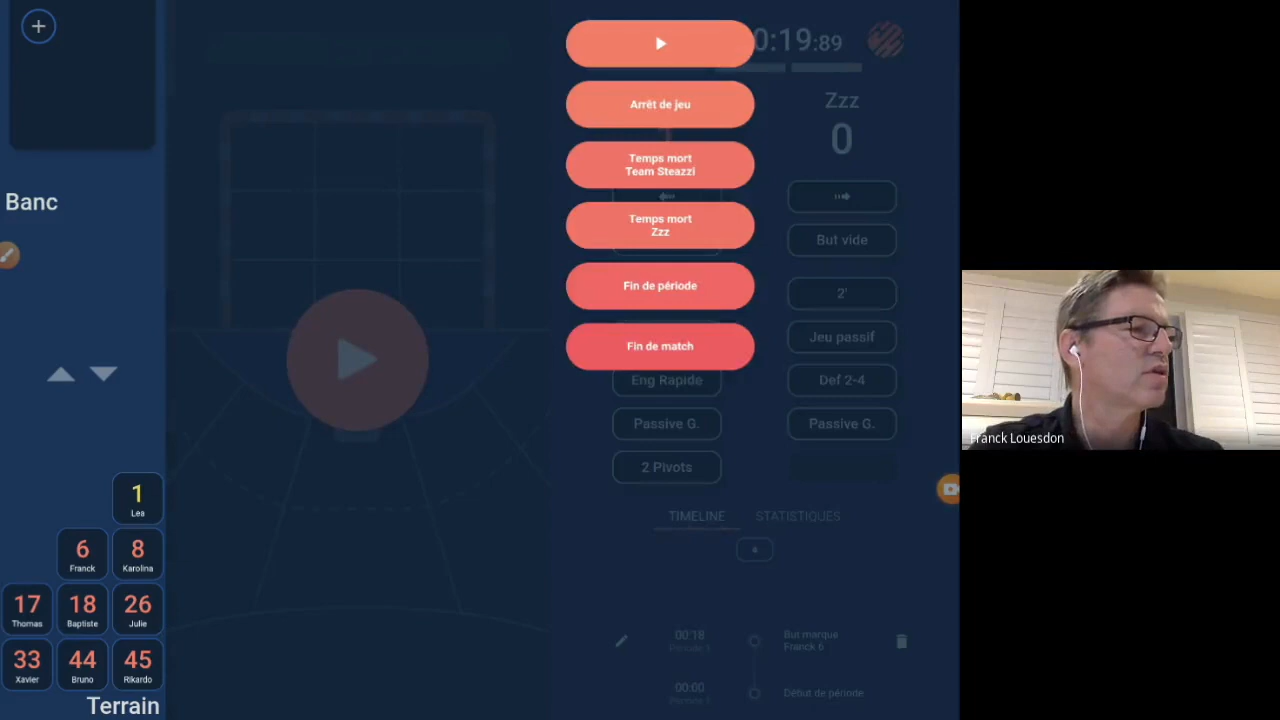 +
Banc
1
Lea
6
Franck
8
Karolina
17
Thomas
18
Baptiste
26
Julie
33
Xavier
44
Bruno
45
Rikardo
Terrain
Arrêt de jeu
Temps mort
Team Steazzi
Temps mort
Zzz
Fin de période
Fin de match
0:19:89
Zzz
0
But vide
2'
Jeu passif
Eng Rapide
Def 2-4
Passive G.
Passive G.
2 Pivots
TIMELINE
STATISTIQUES
00:18
But marque
Franck 6
00:00
Début de période
Franck Louesdon